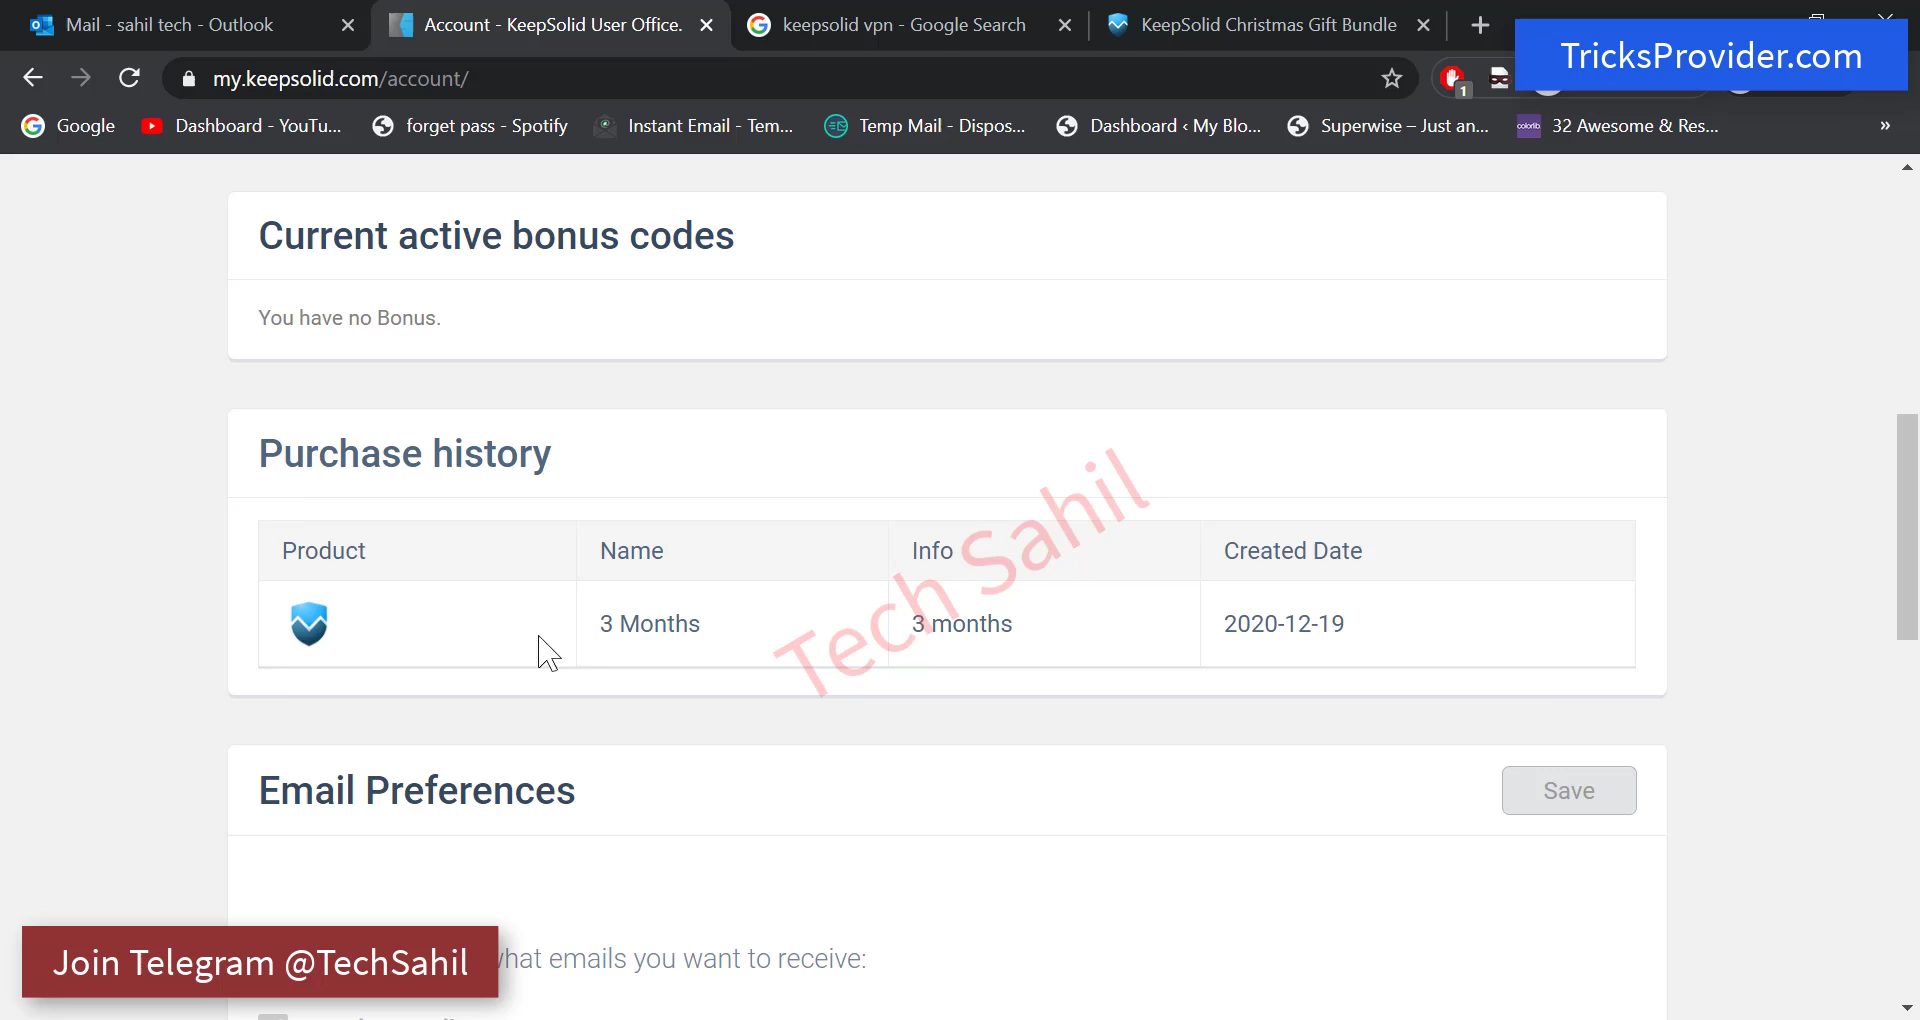 Mail - sahil tech - Outlook
Account - KeepSolid User Office.
keepsolid vpn - Google Search
KeepSolid Christmas Gift Bundle
TricksProvider.com
my.keepsolid.com/account/
1
Google
Dashboard - YouTu...
forget pass - Spotify
Instant Email - Tem...
Temp Mail - Dispos...
Dashboard ‹ My Blo...
Superwise – Just an...
colorlib
32 Awesome & Res...
»
Current active bonus codes
You have no Bonus.
Purchase history
Product Name Info Created Date
3 Months 3 months 2020-12-19
Tech Sahil
Email Preferences
Save
Join Telegram @TechSahil
what emails you want to receive: